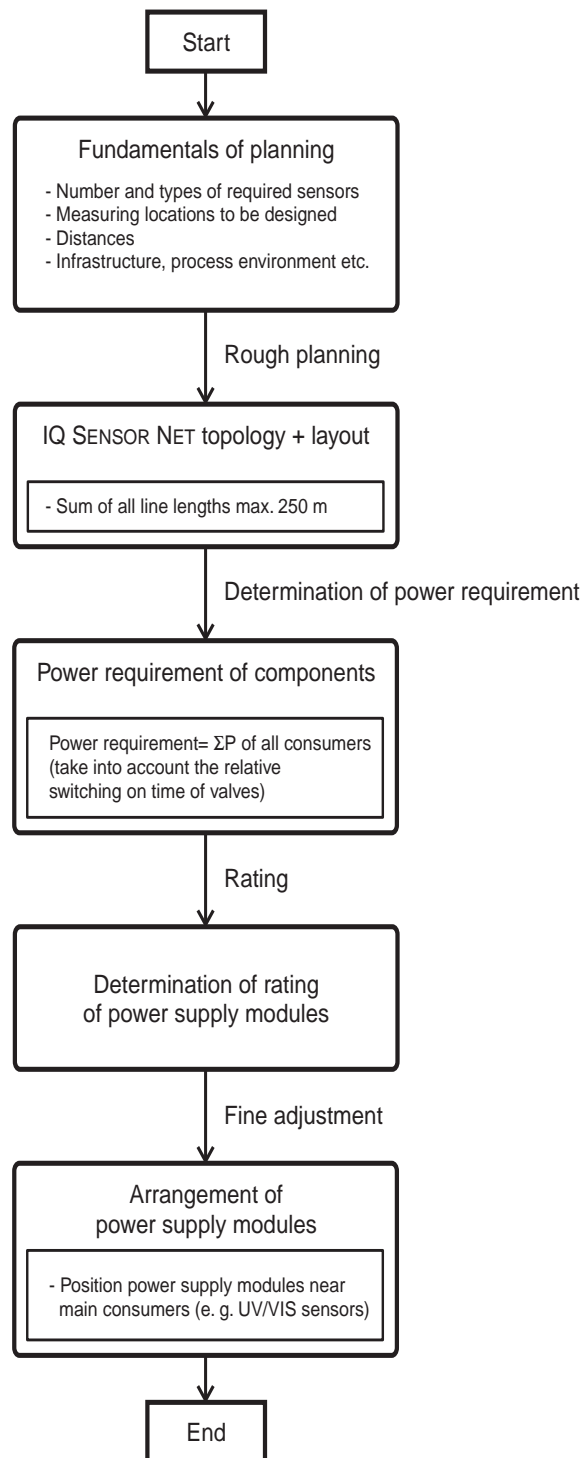 Start
Fundamentals of planning
- Number and types of required sensors
- Measuring locations to be designed
- Distances
- Infrastructure, process environment etc.
Rough planning
IQ SENSOR NET topology + layout
- Sum of all line lengths max. 250 m
Determination of power requirement
Power requirement of components
Power requirement= ΣP of all consumers
(take into account the relative
switching on time of valves)
Rating
Determination of rating
of power supply modules
Fine adjustment
Arrangement of
power supply modules
- Position power supply modules near
main consumers (e. g. UV/VIS sensors)
End